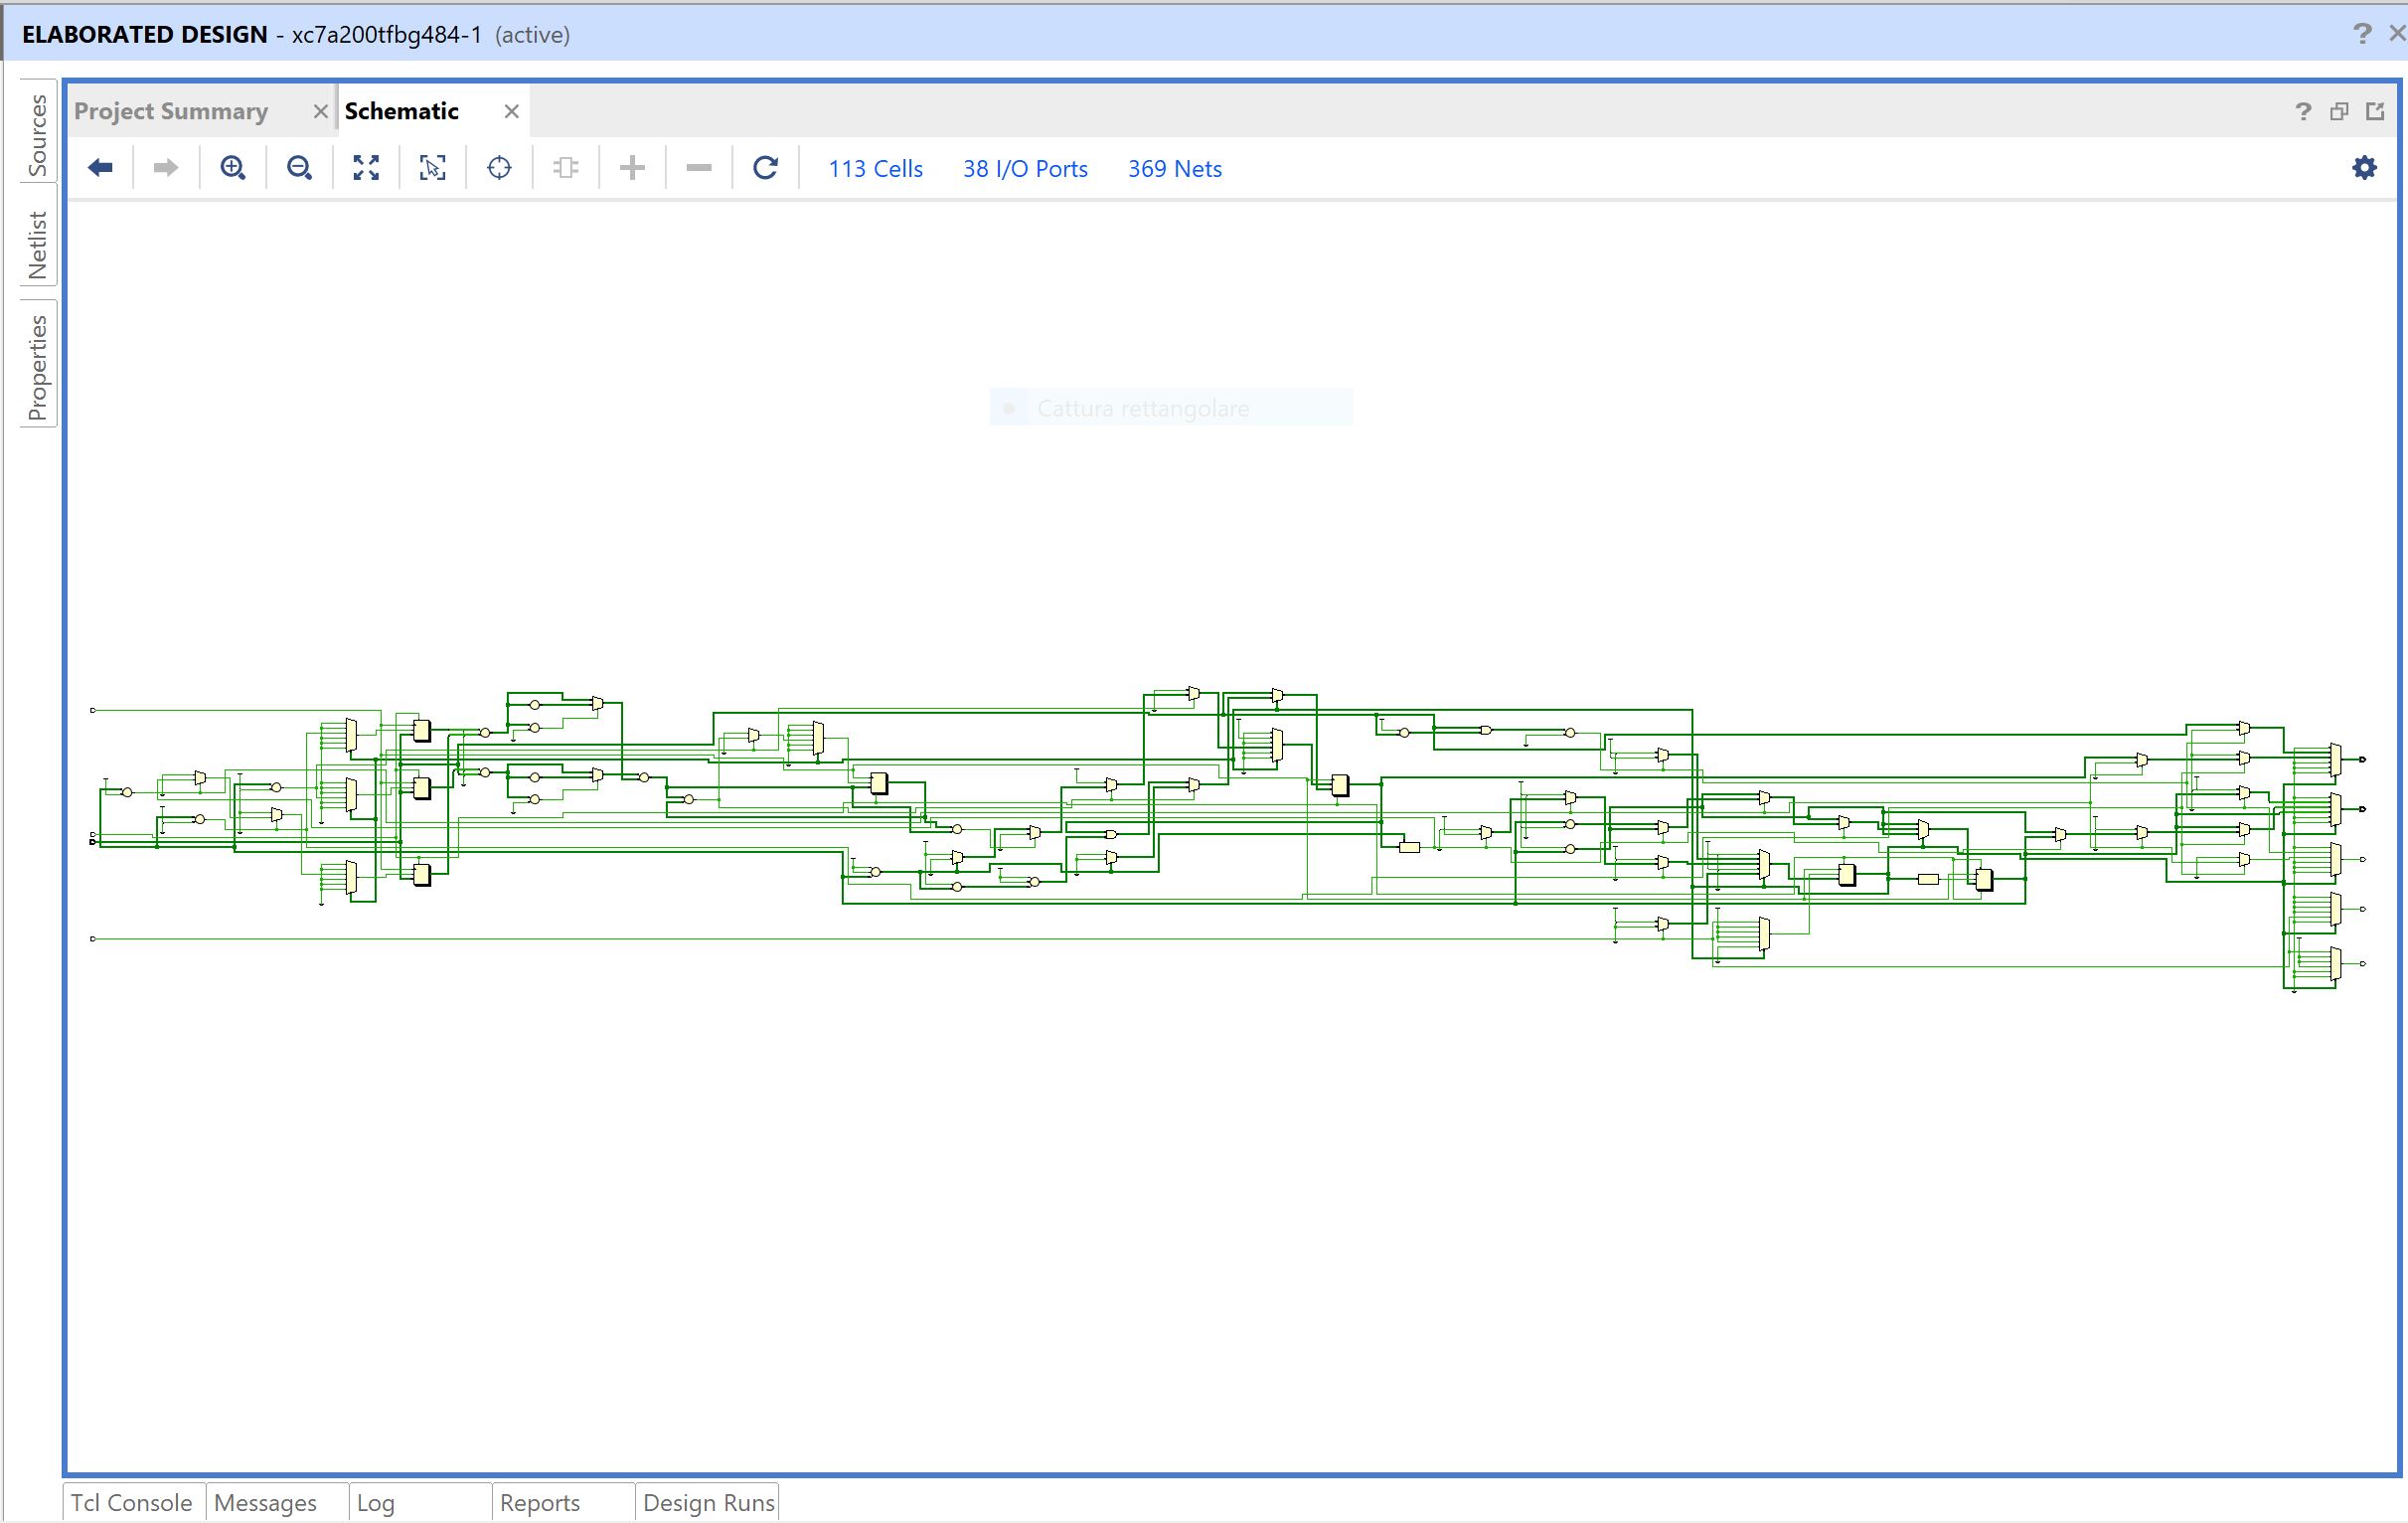 ELABORATED DESIGN - xc7a200tfbg484-1 (active)
Sources
Netlist
Properties
Project Summary
Schematic
113 Cells 38 I/O Ports 369 Nets
Cattura rettangolare
Tcl Console
Messages
Log
Reports
Design Runs